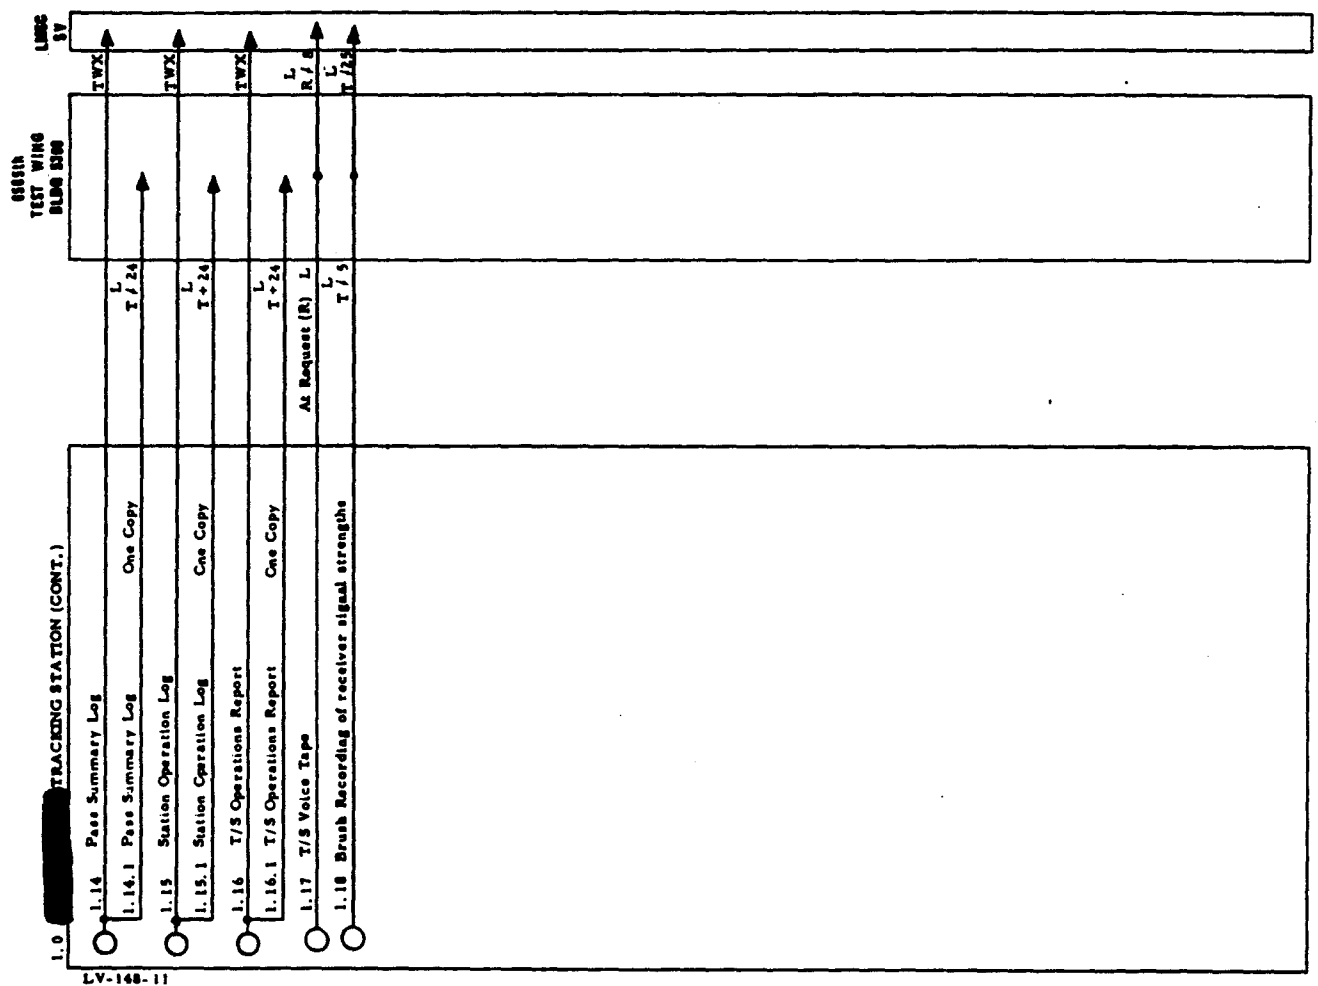 1.0 TRACKING STATION (CONT.)
1.14 Pass Summary Log
TWX
1.14.1 Pass Summary Log One Copy
L
T/24
1.15 Station Operation Log
TWX
1.15.1 Station Operation Log One Copy
L
T+24
1.16 T/S Operations Report
TWX
1.16.1 T/S Operations Report One Copy
L
T+24
1.17 T/S Voice Tape
At Request (R) L
L
R/8
1.18 Brush Recording of receiver signal strengths
L
T/5
L
T/25
TEST WING
BLDG
LMSC
SV
LV-148-11